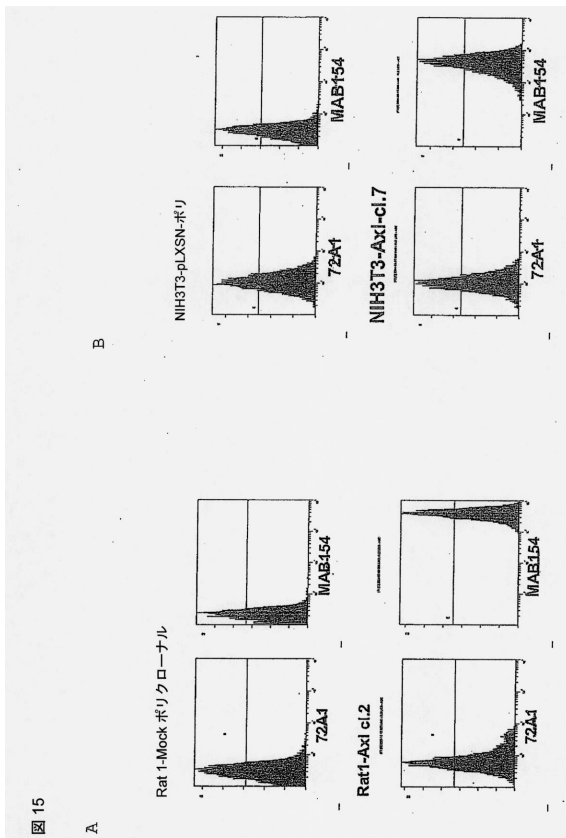 図 15
A
Rat 1-Mock ポリクローナル
72A1
MAB154
Rat1-Axl cl.2
72A1
MAB154
B
NIH3T3-pLXSN-ポリ
72A1
MAB154
NIH3T3-Axl-cl.7
72A1
MAB154